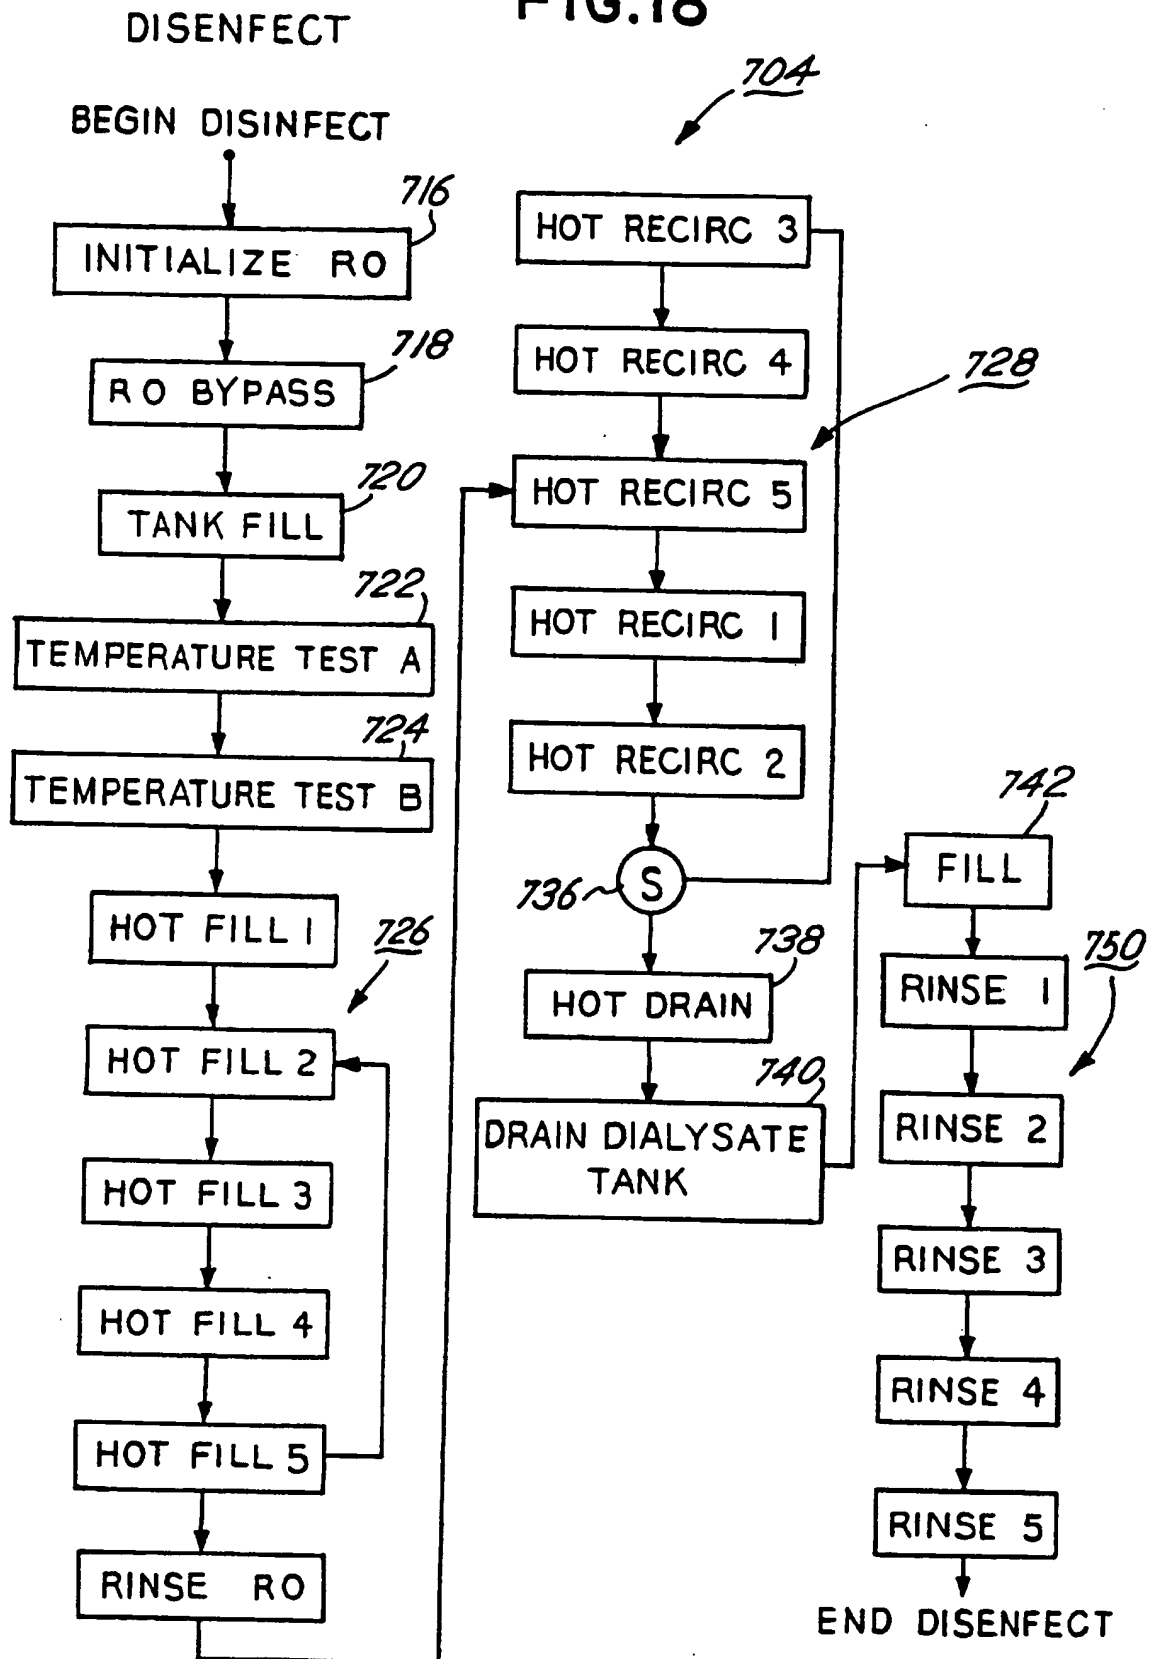 FIG.18
DISENFECT
BEGIN DISINFECT
716
INITIALIZE RO
718
RO BYPASS
720
TANK FILL
722
TEMPERATURE TEST A
724
TEMPERATURE TEST B
HOT FILL 1
726
HOT FILL 2
HOT FILL 3
HOT FILL 4
HOT FILL 5
RINSE RO
704
HOT RECIRC 3
HOT RECIRC 4
728
HOT RECIRC 5
HOT RECIRC 1
HOT RECIRC 2
736
S
738
HOT DRAIN
740
DRAIN DIALYSATE
TANK
742
FILL
750
RINSE 1
RINSE 2
RINSE 3
RINSE 4
RINSE 5
END DISENFECT